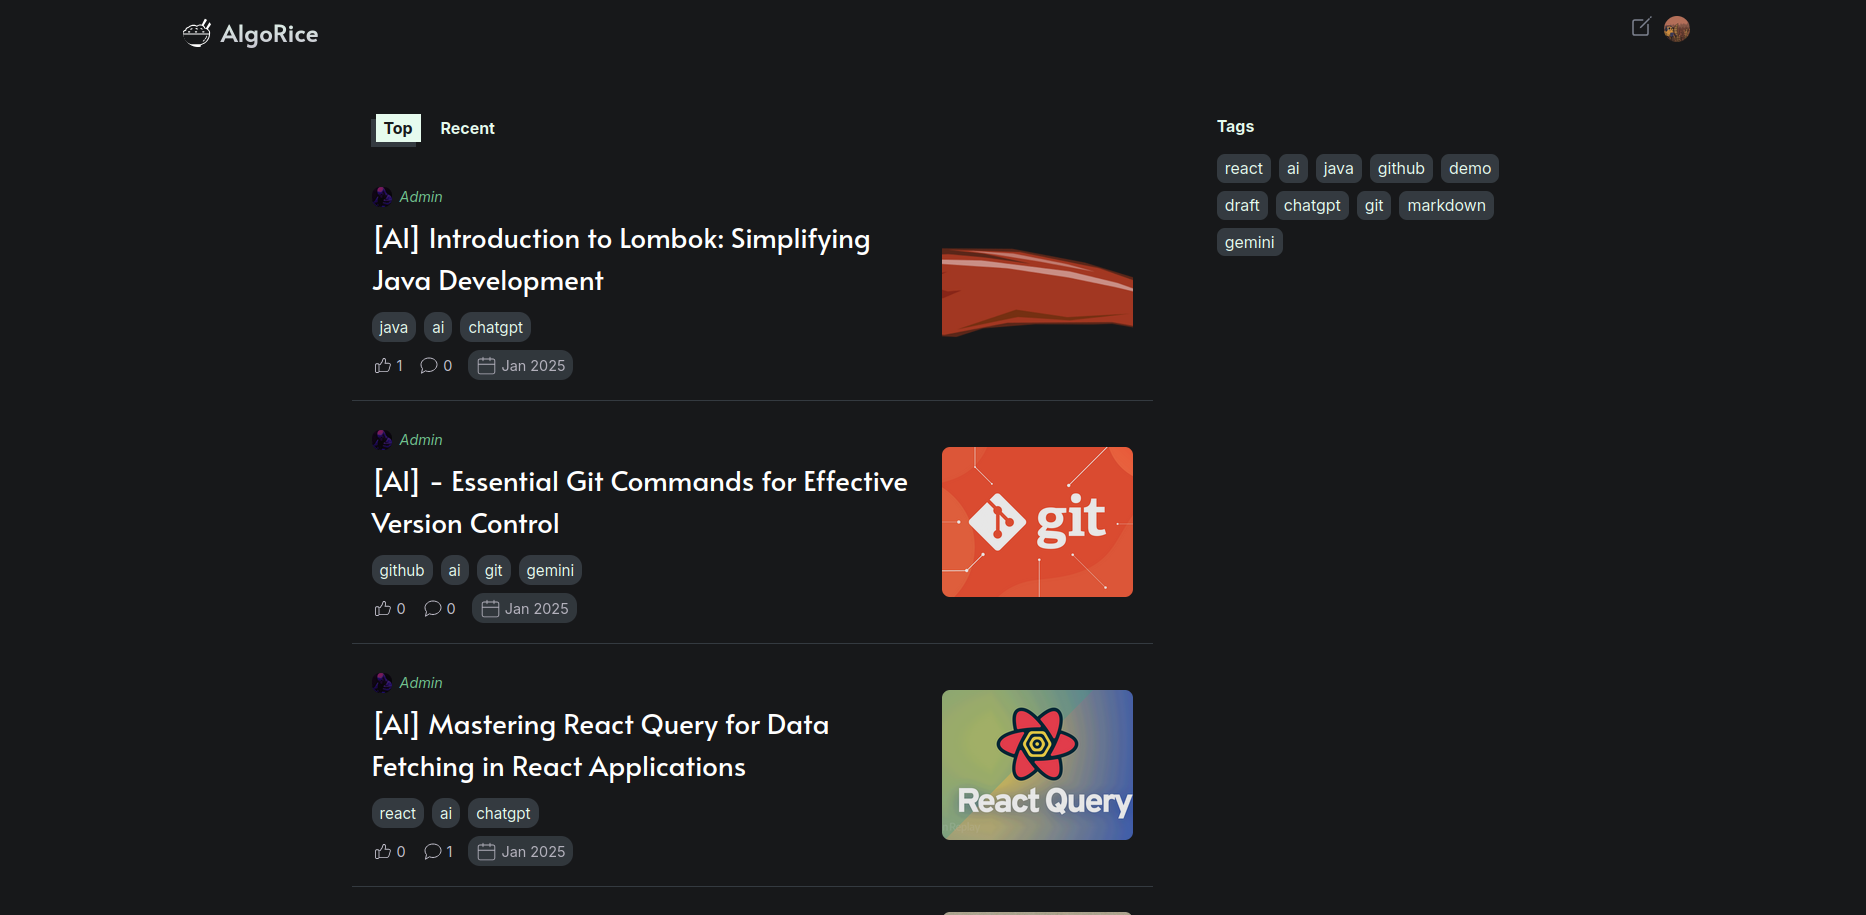 AlgoRice
Top
Recent
Tags
react ai java github demo
draft chatgpt git markdown
gemini
Admin
[AI] Introduction to Lombok: Simplifying
Java Development
java ai chatgpt
1 0 Jan 2025
Admin
[AI] - Essential Git Commands for Effective
Version Control
github ai git gemini
0 0 Jan 2025
git
Admin
[AI] Mastering React Query for Data
Fetching in React Applications
react ai chatgpt
0 1 Jan 2025
React Query